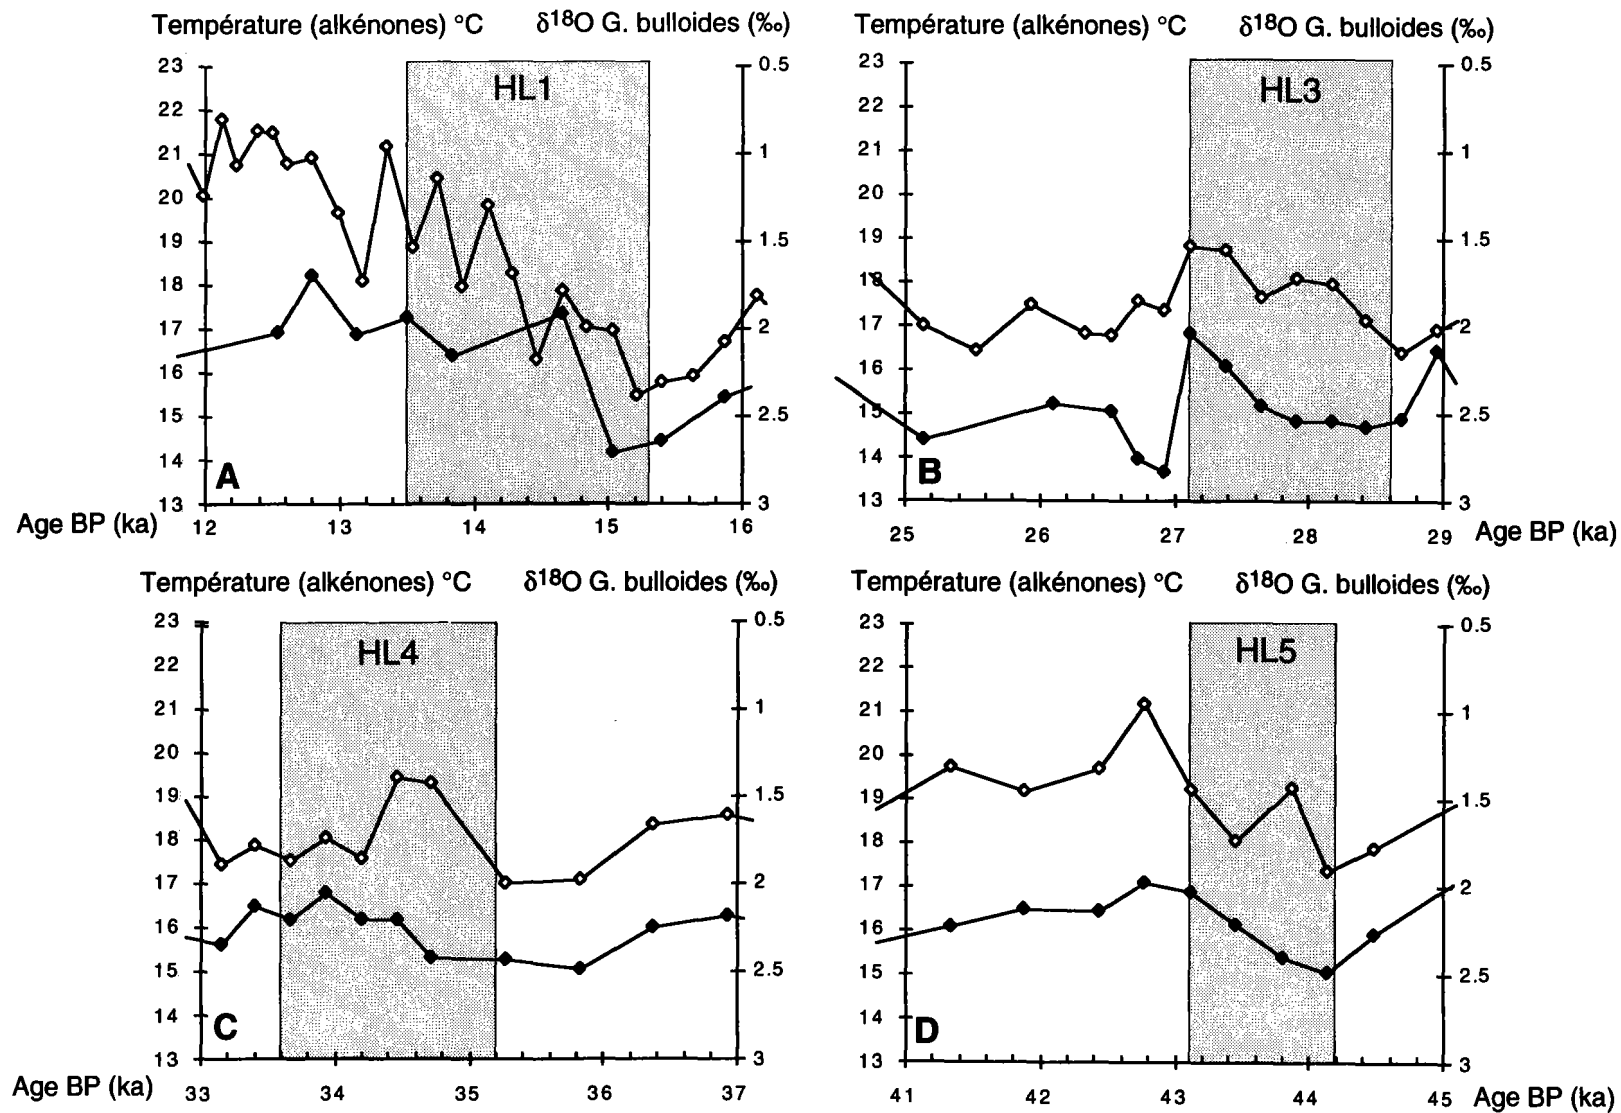 Température (alkénones) °C δ18O G. bulloides (‰) Température (alkénones) °C δ18O G. bulloides (‰)
23 0.5 23 0.5
HL1 HL3
22 22
21 1 21 1
20 20
19 1.5 19 1.5
18 18
17 2 17 2
16 16
15 2.5 15 2.5
14 14
A B
13 3 13 3
Age BP (ka) 12 13 14 15 16 25 26 27 28 29 Age BP (ka)
Température (alkénones) °C δ18O G. bulloides (‰) Température (alkénones) °C δ18O G. bulloides (‰)
23 0.5 23 0.5
HL4 HL5
22 22
21 1 21 1
20 20
19 1.5 19 1.5
18 18
17 2 17 2
16 16
15 2.5 15 2.5
14 14
C D
13 3 13 3
Age BP (ka) 33 34 35 36 37 41 42 43 44 45 Age BP (ka)